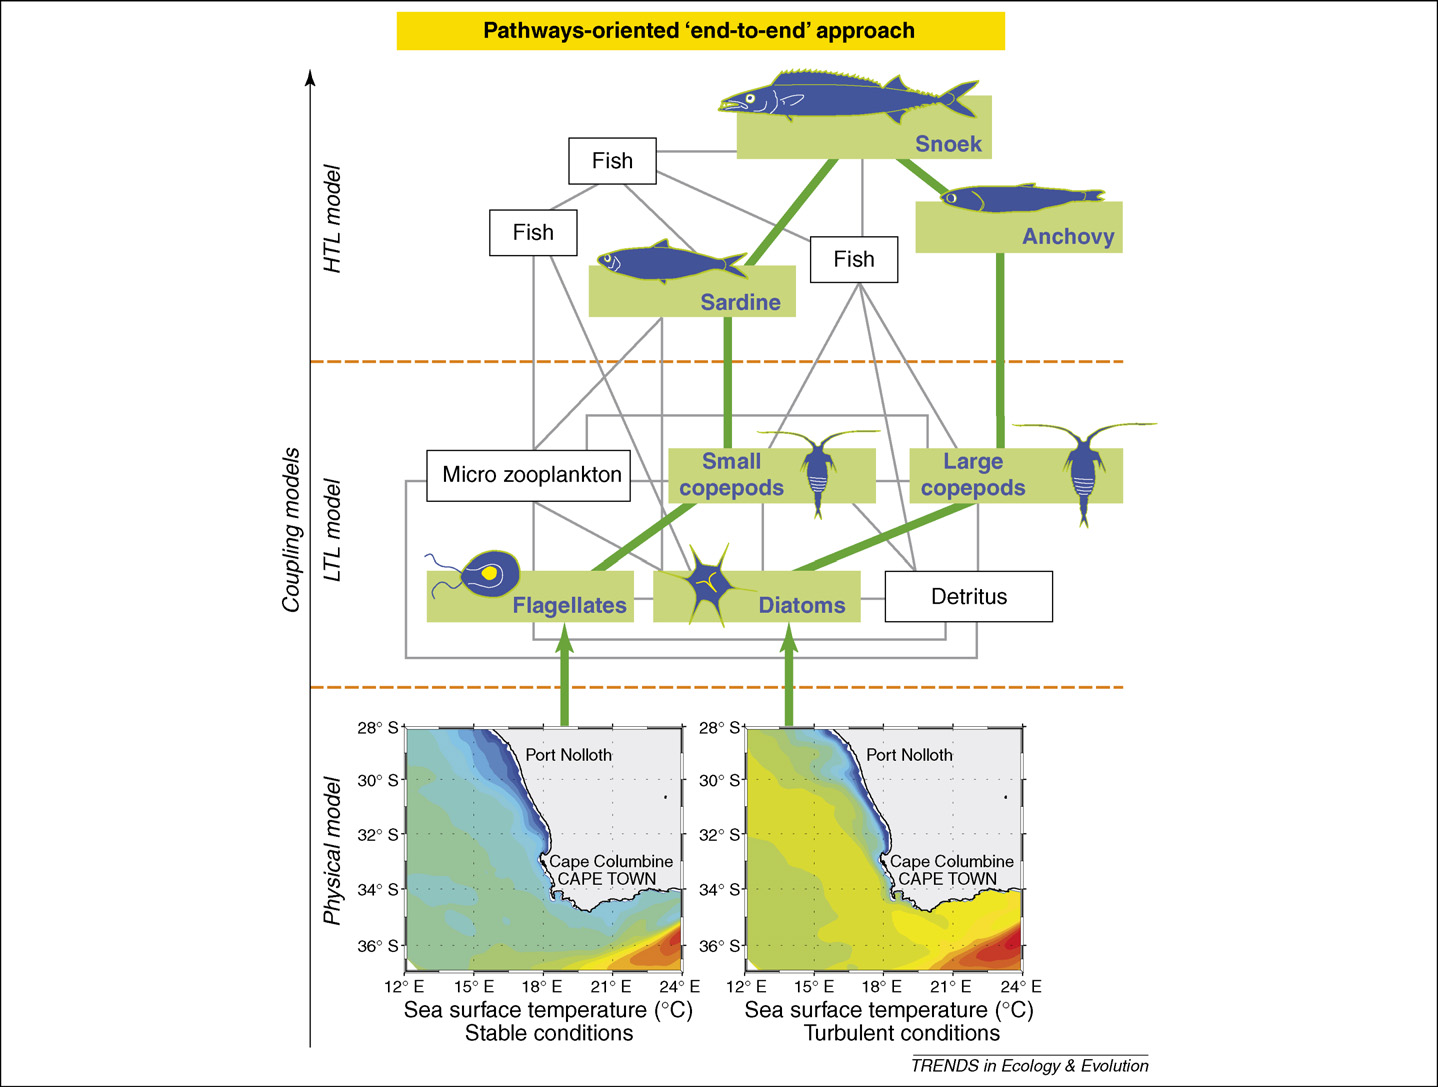 Pathways-oriented ‘end-to-end’ approach
Snoek
Fish
Anchovy
Fish
Fish
Sardine
HTL model
Coupling models
LTL model
Physical model
Micro zooplankton
Small
copepods
Large
copepods
Flagellates
Diatoms
Detritus
28° S
30° S
32° S
34° S
36° S
Port Nolloth
Cape Columbine
CAPE TOWN
12° E
15° E
18° E
21° E
24° E
Sea surface temperature (°C)
Stable conditions
28° S
30° S
32° S
34° S
36° S
Port Nolloth
Cape Columbine
CAPE TOWN
12° E
15° E
18° E
21° E
24° E
Sea surface temperature (°C)
Turbulent conditions
TRENDS in Ecology & Evolution